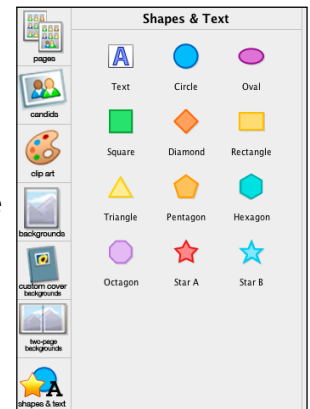 pages
candids
clip art
backgrounds
custom cover
backgrounds
two-page
backgrounds
shapes & text
A
Shapes & Text
A
Text
Circle
Oval
Square
Diamond
Rectangle
Triangle
Pentagon
Hexagon
Octagon
Star A
Star B